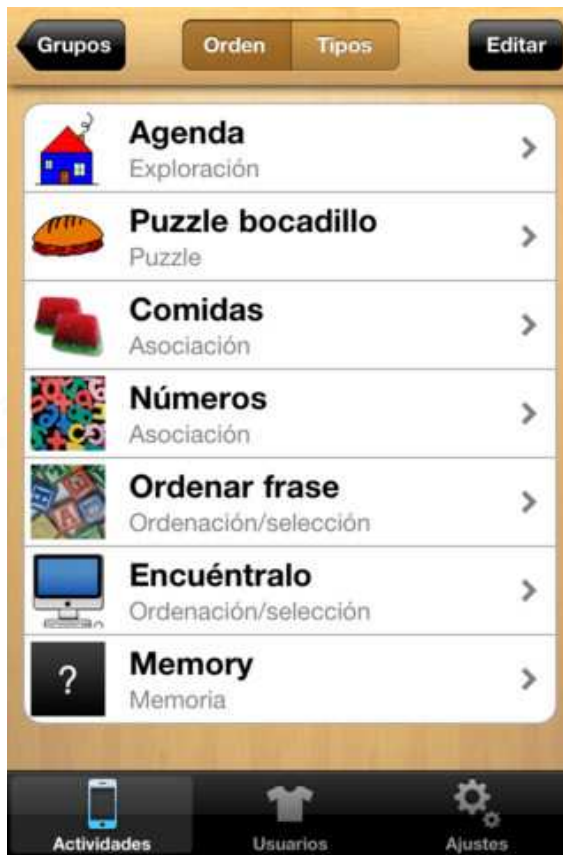 Grupos Orden Tipos Editar
Agenda
Exploración
Puzzle bocadillo
Puzzle
Comidas
Asociación
Números
Asociación
Ordenar frase
Ordenación/selección
Encuéntralo
Ordenación/selección
?
Memory
Memoria
Actividades Usuarios Ajustes